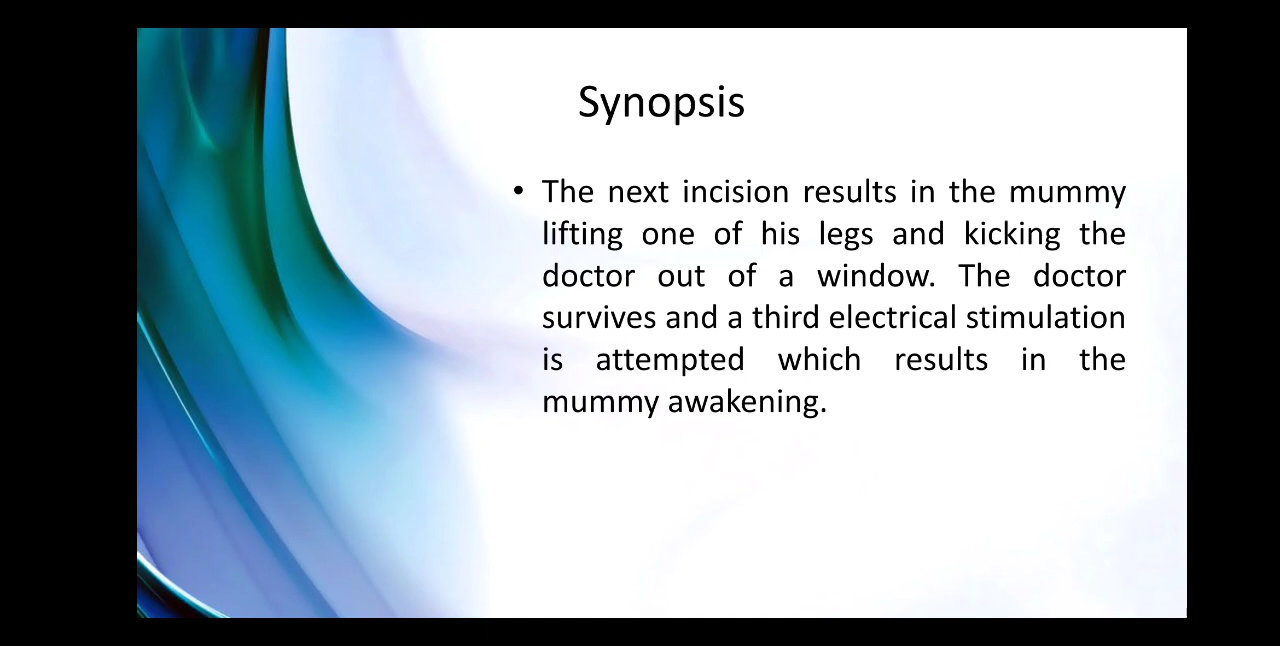 Synopsis
• The next incision results in the mummy
lifting one of his legs and kicking the
doctor out of a window. The doctor
survives and a third electrical stimulation
is attempted which results in the
mummy awakening.